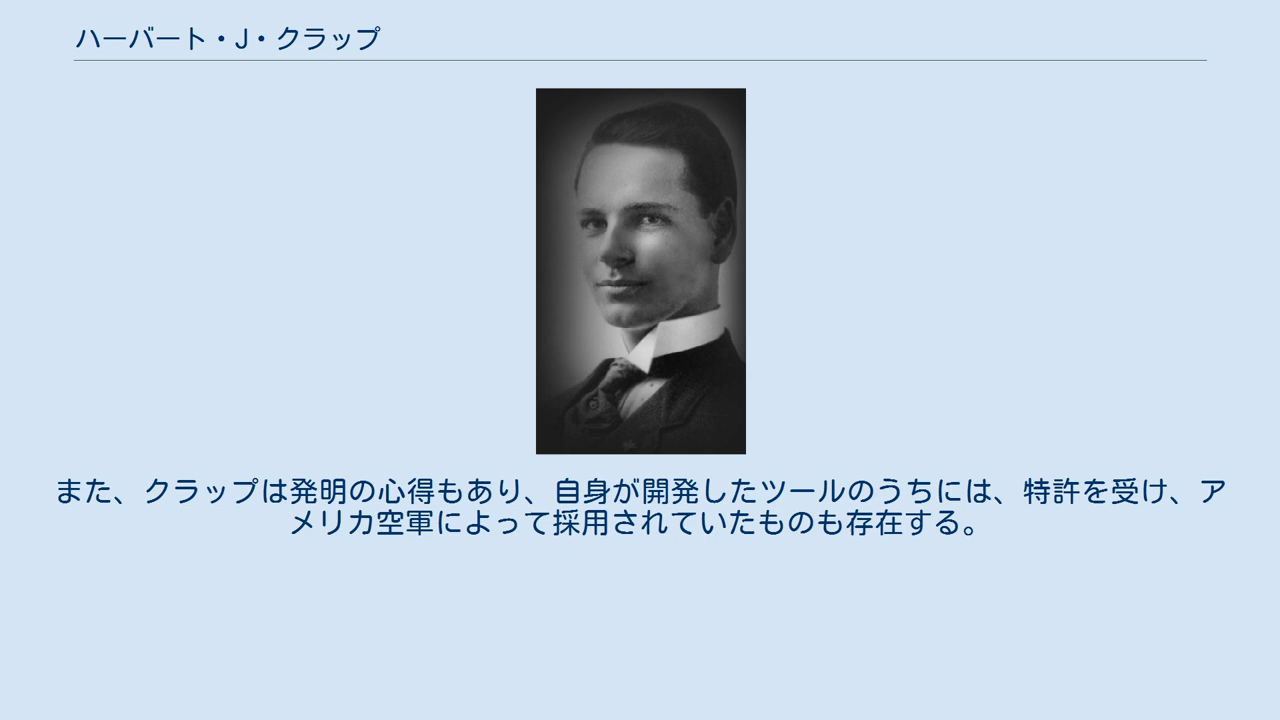 ハーバート・J・クラップ
また、クラップは発明の心得もあり、自身が開発したツールのうちには、特許を受け、ア
メリカ空軍によって採用されていたものも存在する。